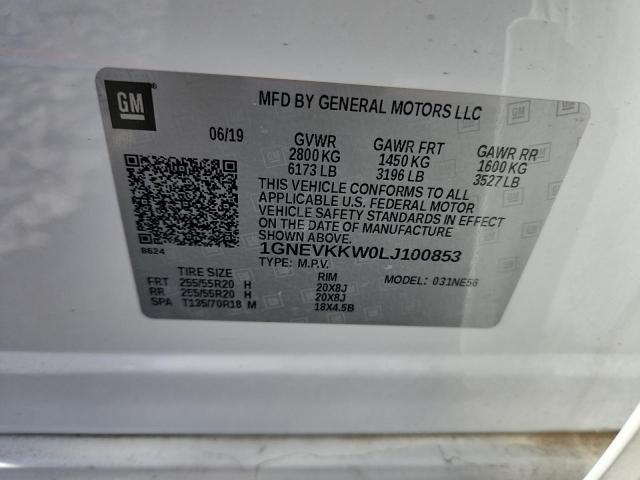 GM
MFD BY GENERAL MOTORS LLC
06/19 GVWR GAWR FRT GAWR RR
2800 KG 1450 KG 1600 KG
6173 LB 3196 LB 3527 LB
THIS VEHICLE CONFORMS TO ALL
APPLICABLE U.S. FEDERAL MOTOR
VEHICLE SAFETY STANDARDS IN EFFECT
ON THE DATE OF MANUFACTURE
SHOWN ABOVE.
8624 1GNEVKKW0LJ100853
TYPE: M.P.V.
TIRE SIZE RIM MODEL: 031NE56
FRT 255/55R20 H 20X8J
RR 255/55R20 H 20X8J
SPA T135/70R18 M 18X4.5B